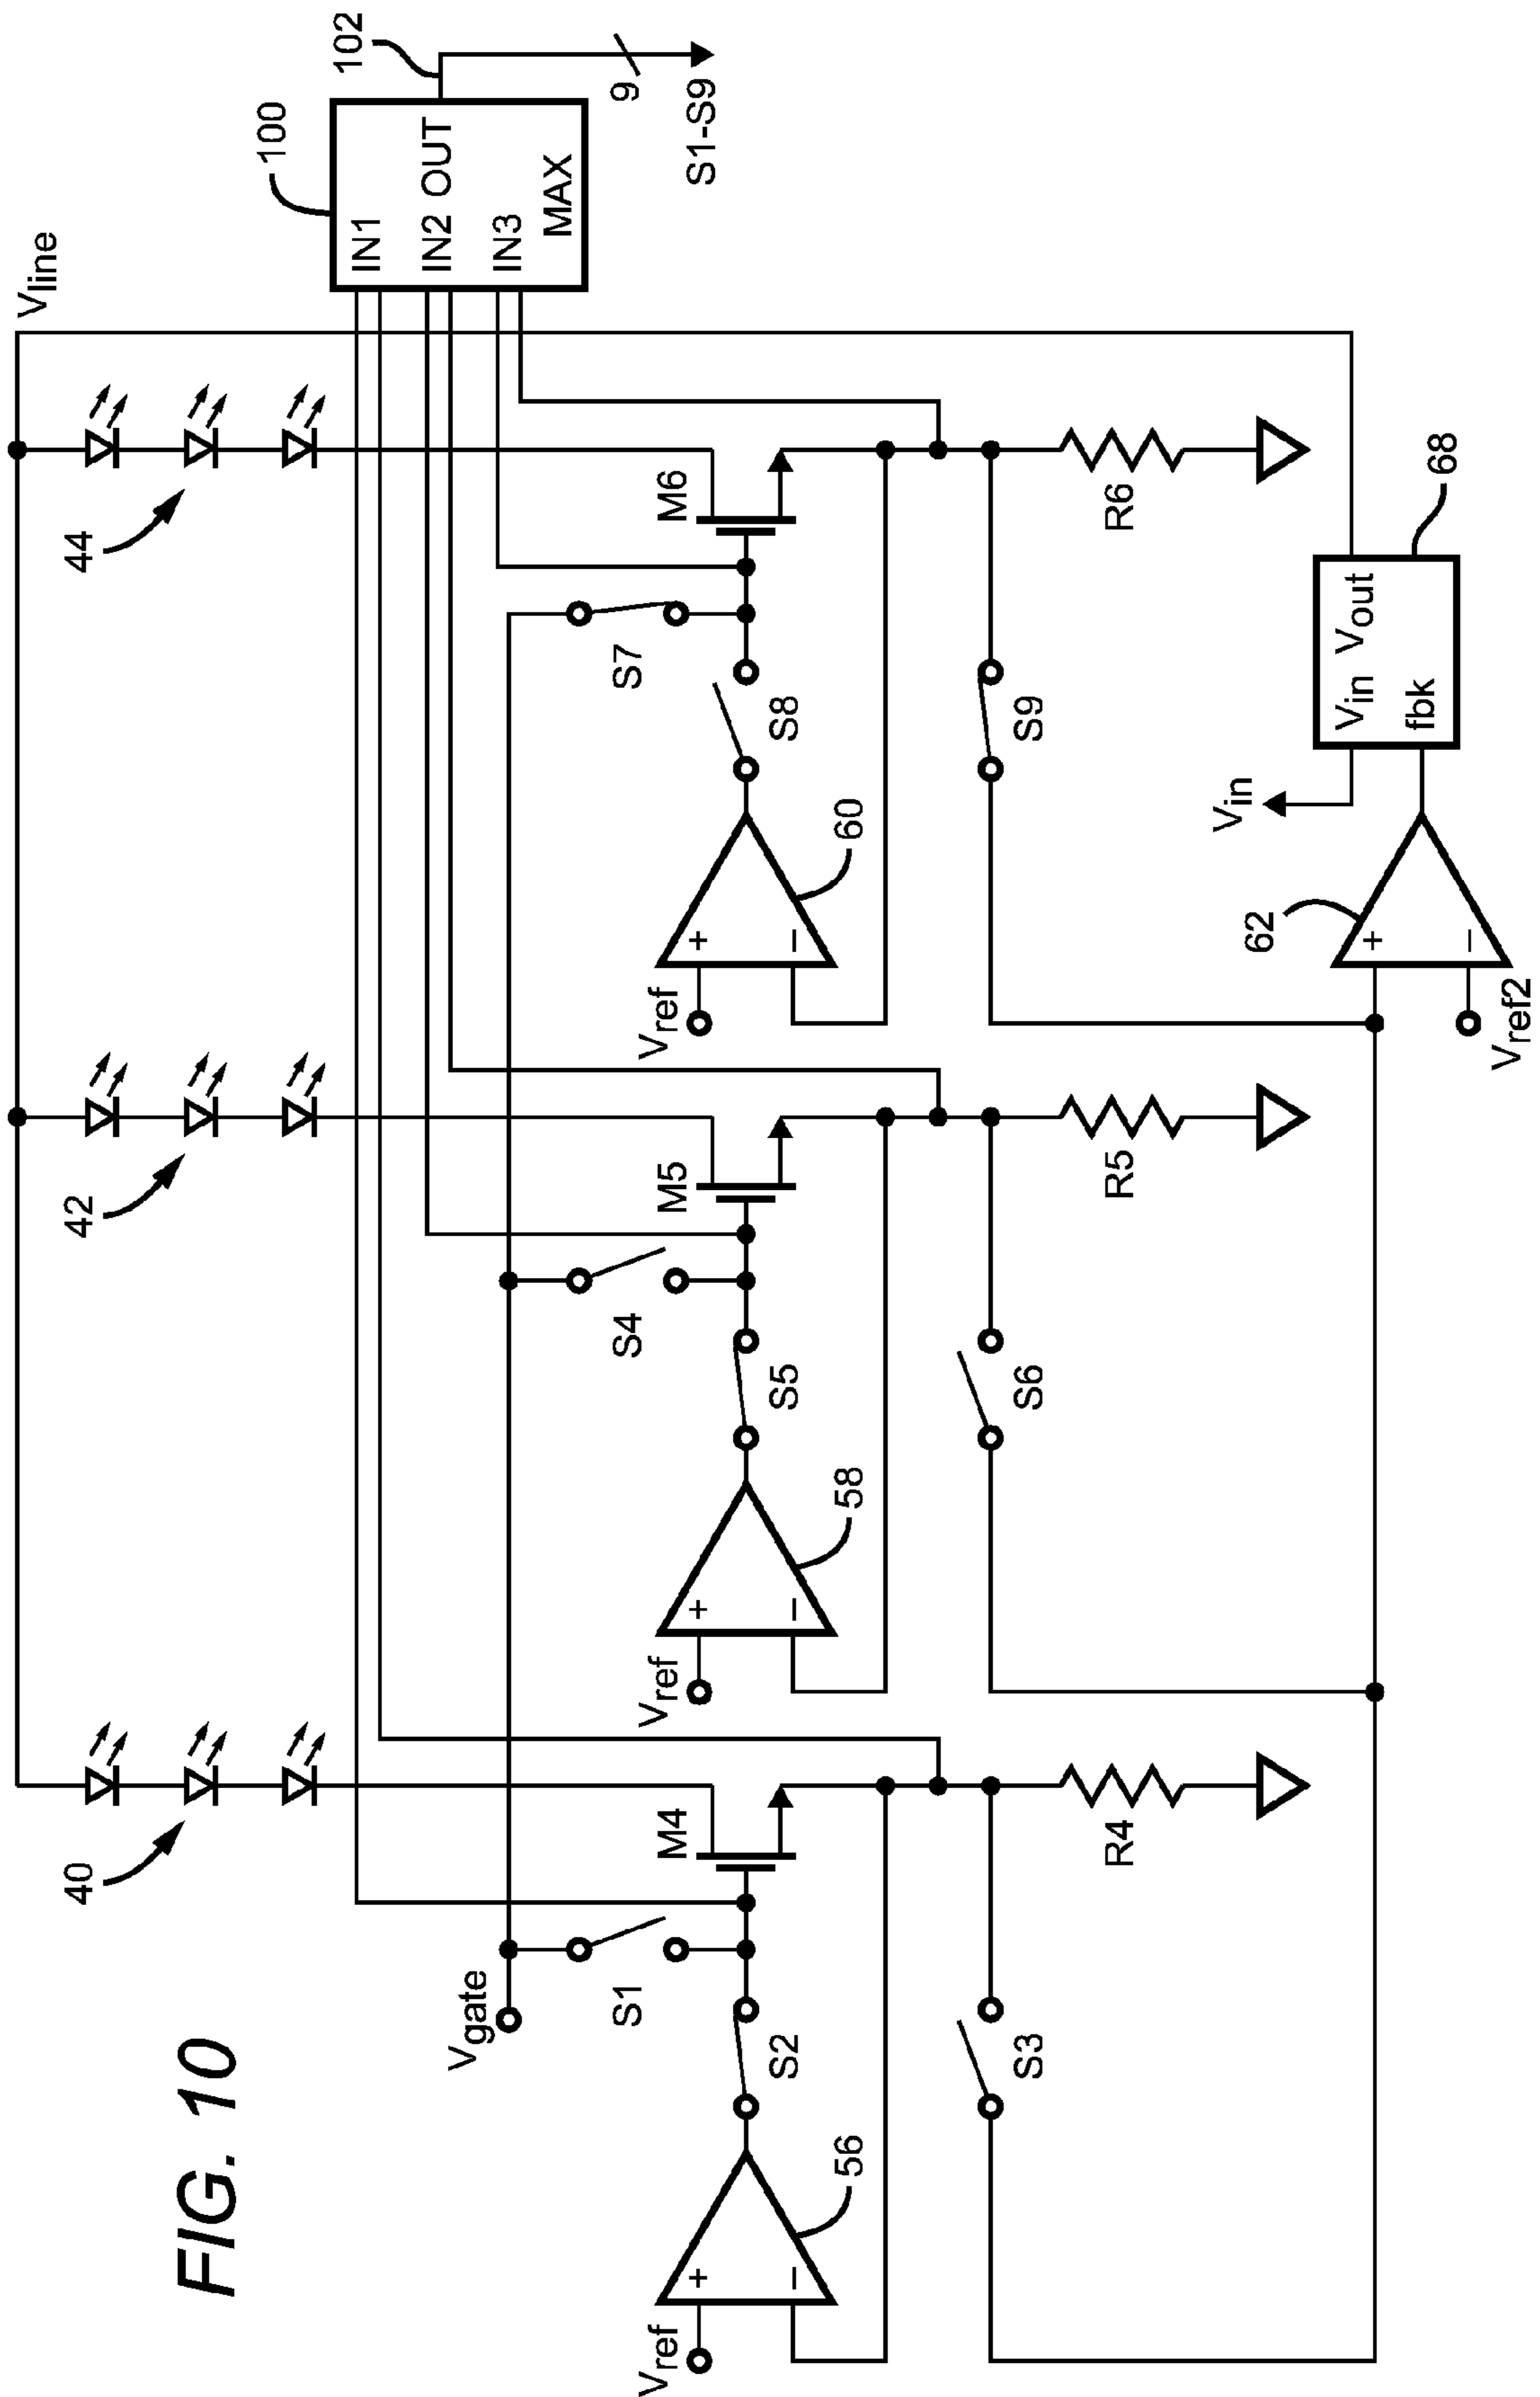 FIG. 10
Vline
40
42
44
100
102
IN1
IN2 OUT
IN3
MAX
9
S1-S9
Vgate
S1
S4
S7
M4
M5
M6
Vref
+
−
56
S2
Vref
+
−
58
S5
Vref
+
−
60
S8
S3
S6
S9
R4
R5
R6
62
+
−
Vref2
Vin
Vin Vout
fbk
68